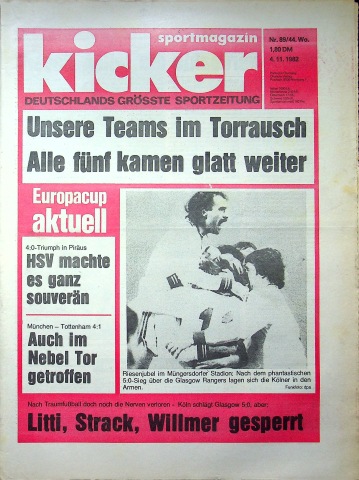 sportmagazin
kicker
DEUTSCHLANDS GRÖSSTE SPORTZEITUNG
Nr. 89/44. Wo.
1,80 DM
4. 11. 1982
Unsere Teams im Torrausch
Alle fünf kamen glatt weiter
Europacup
aktuell
4:0-Triumph in Piräus
HSV machte
es ganz
souverän
München – Tottenham 4:1
Auch im
Nebel Tor
getroffen
Riesenjubel im Müngersdorfer Stadion: Nach dem phantastischen
5:0-Sieg über die Glasgow Rangers lagen sich die Kölner in den
Armen.
Funkfoto: dpa
Nach Traumfußball doch noch die Nerven verloren – Köln schlägt Glasgow 5:0, aber:
Litti, Strack, Willmer gesperrt